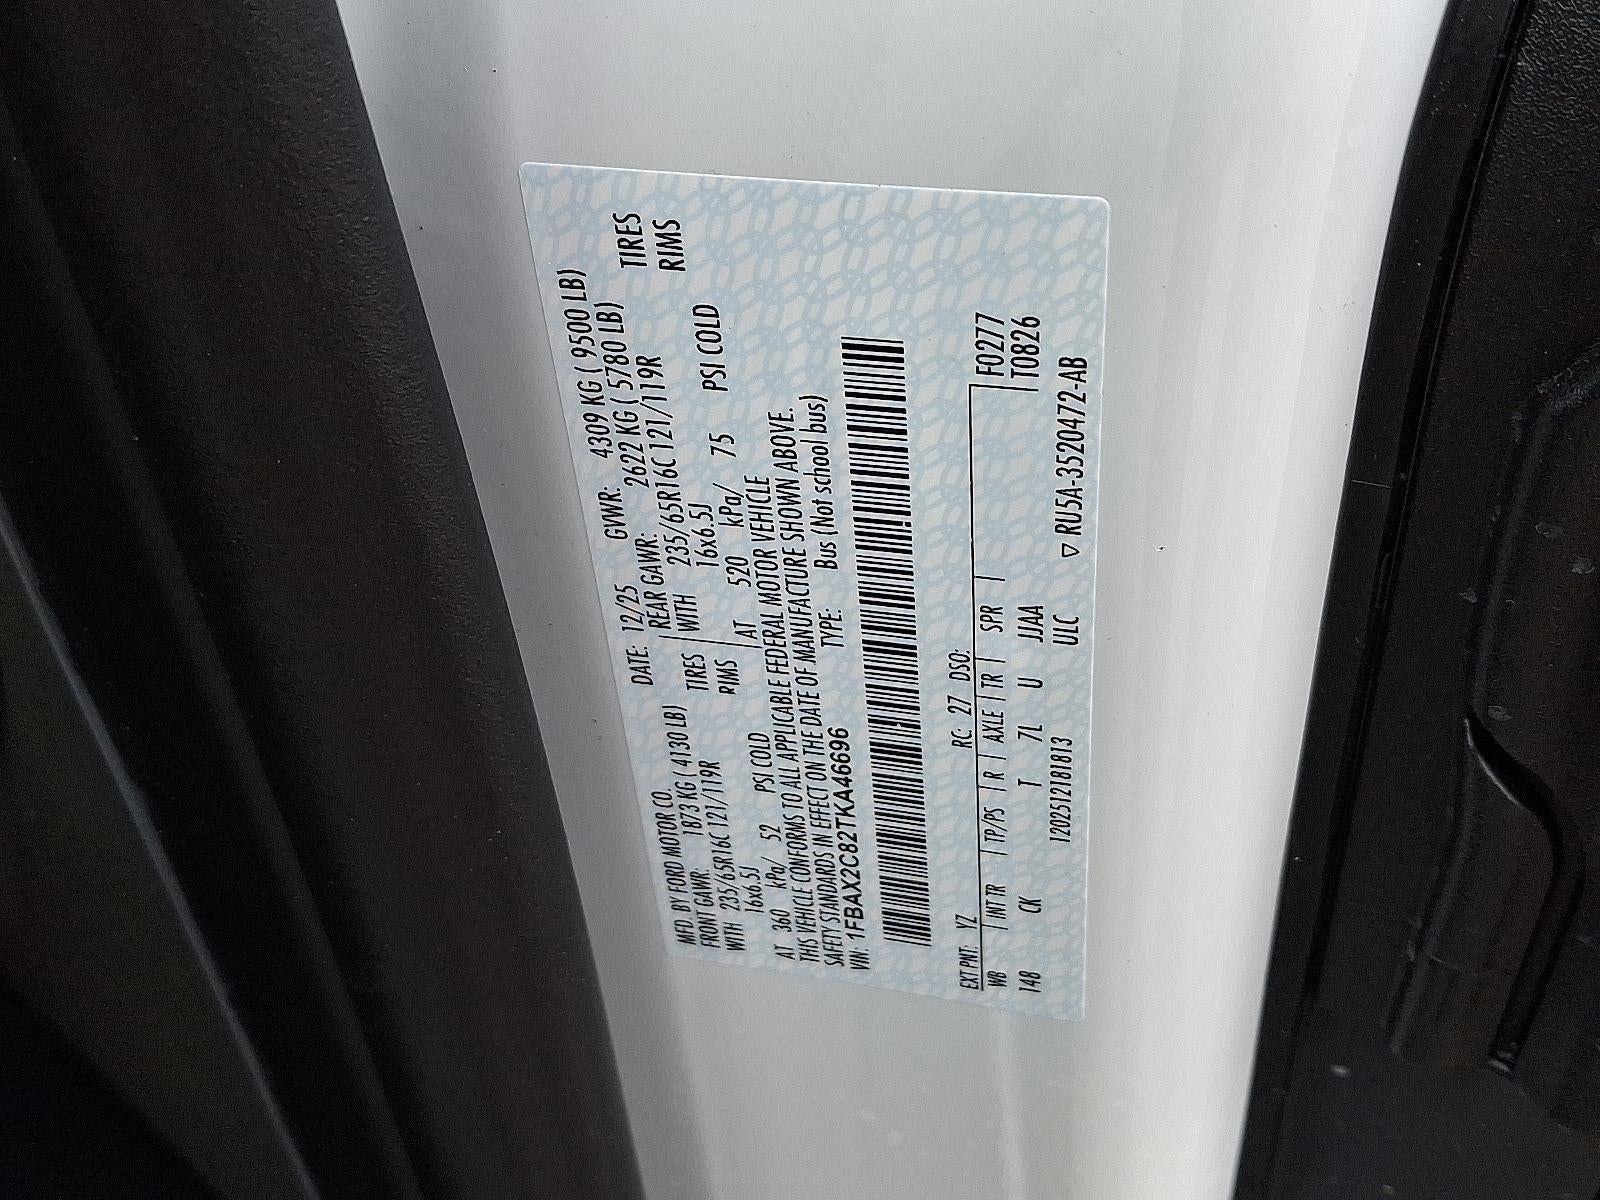 MFD. BY FORD MOTOR CO. DATE: 12/25 GVWR: 4309 KG ( 9500 LB)
FRONT GAWR: 1873 KG ( 4130 LB) REAR GAWR: 2622 KG ( 5780 LB)
WITH 235/65R16C 121/119R TIRES WITH 235/65R16C 121/119R TIRES
16x6.5J RIMS 16x6.5J RIMS
AT 360 kPa/ 52 PSI COLD AT 520 kPa/ 75 PSI COLD
THIS VEHICLE CONFORMS TO ALL APPLICABLE FEDERAL MOTOR VEHICLE
SAFETY STANDARDS IN EFFECT ON THE DATE OF MANUFACTURE SHOWN ABOVE.
VIN: 1FBAX2C82TKA46696 TYPE: Bus (Not school bus)
EXT PNT: YZ RC: 27 DSO: F0277
WB INT TR TP/PS R AXLE TR SPR T0826
148 CK T 7L U JJAA
12025121B1813 ULC ▽ RU5A-3520472-AB